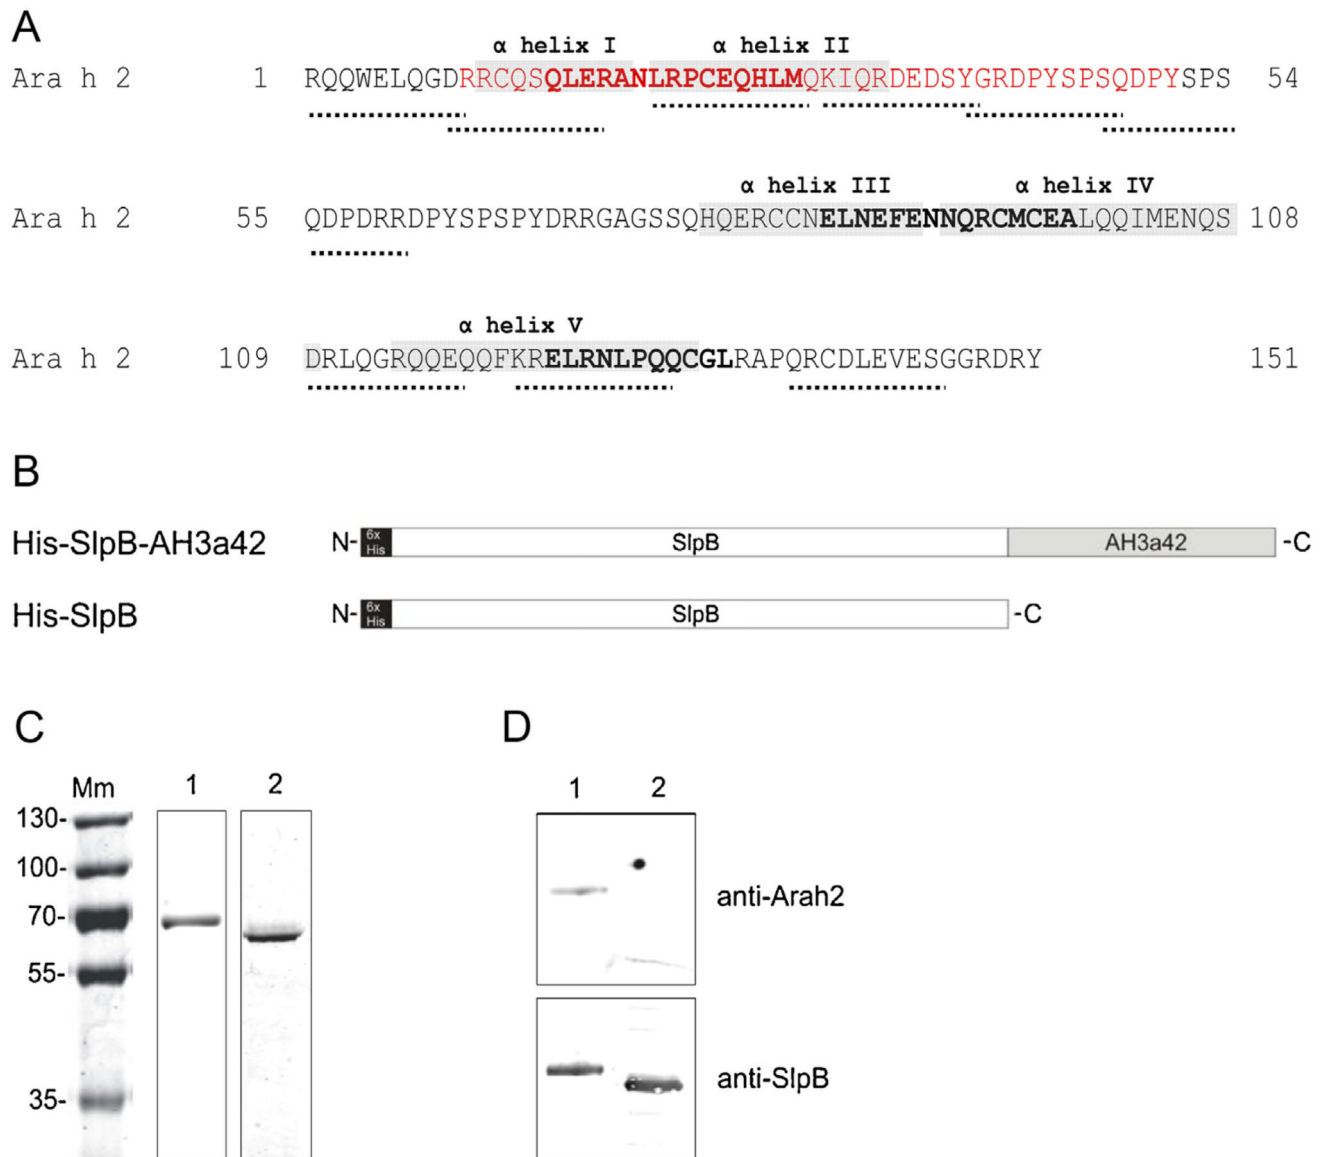 A
α helix I α helix II
Ara h 2 1 RQQWELQGDRRCQSQLERANLRPCEQHLMQKIQRDEDSYGRDPYSPSQDPYSPS 54
α helix III α helix IV
Ara h 2 55 QDPDRRDPYSPSPYDRRGAGSSQHQERCCNELNEFENNQRCMCEALQQIMENQS 108
α helix V
Ara h 2 109 DRLQGRQQEQQFKRELRNLPQQCGLRAPQRCDLEVESGGRDRY 151
B
His-SlpB-AH3a42 N- 6x His SlpB AH3a42 -C
His-SlpB N- 6x His SlpB -C
C D
Mm 1 2 1 2
130-
100-
70- anti-Arah2
55-
anti-SlpB
35-